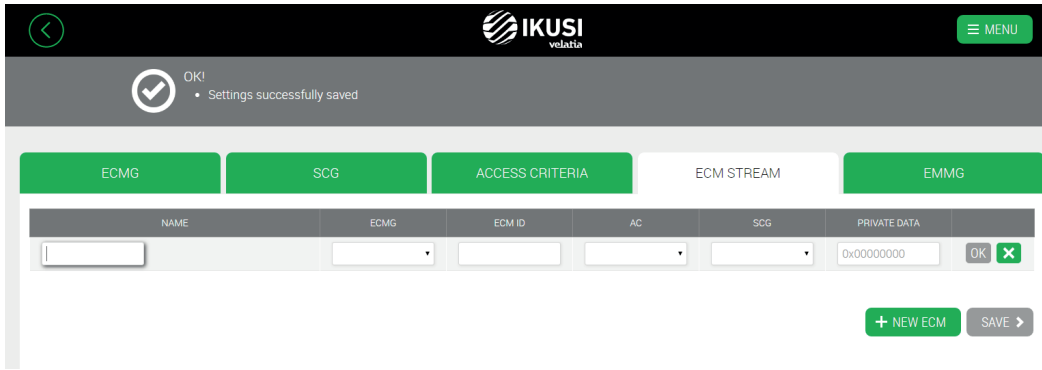 IKUSI
velatia
MENU
OK!
• Settings successfully saved
ECMG SCG ACCESS CRITERIA ECM STREAM EMMG
NAME ECMG ECM ID AC SCG PRIVATE DATA
0x00000000 OK
+ NEW ECM SAVE